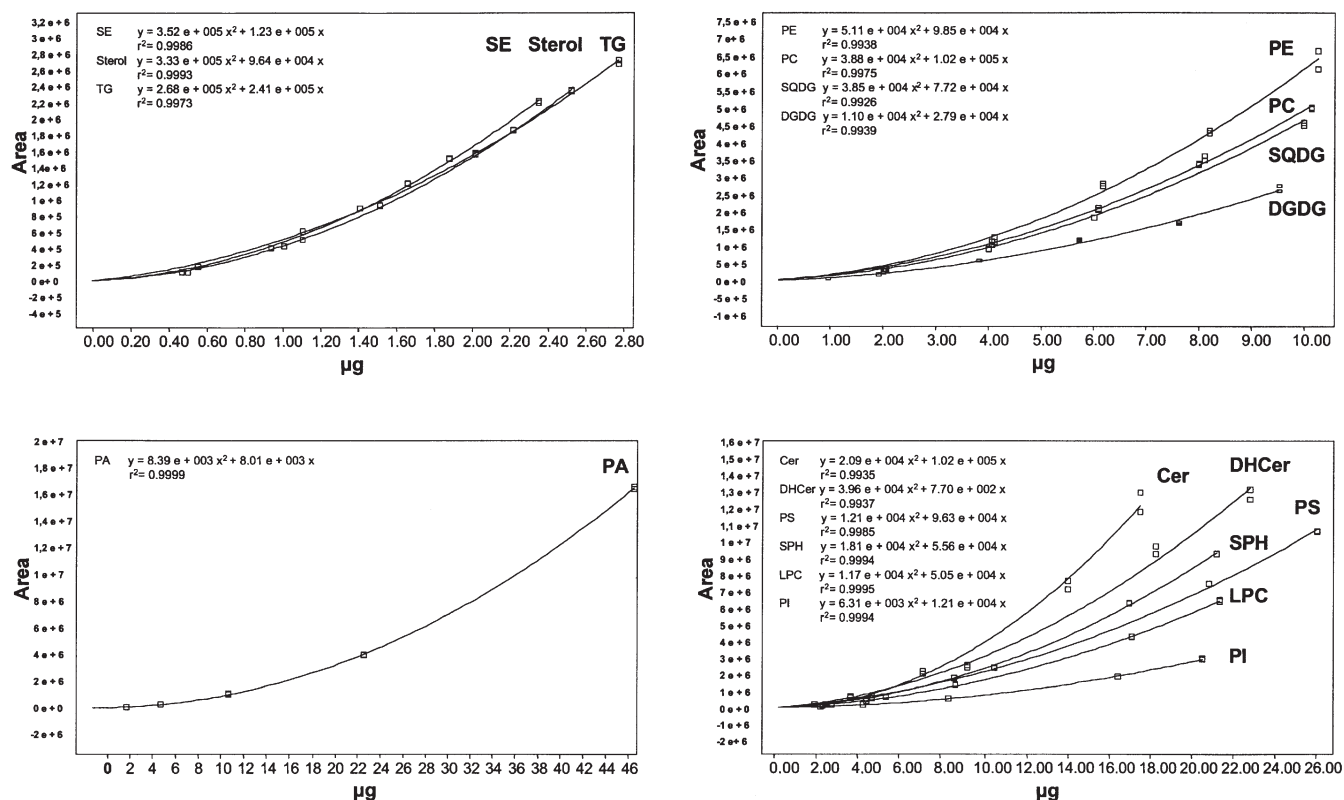 3,2 e + 6
3,0 e + 6
2,8 e + 6
2,6 e + 6
2,4 e + 6
2,2 e + 6
2,0 e + 6
1,8 e + 6
1,6 e + 6
1,4 e + 6
1,2 e + 6
1,0 e + 6
8 e + 5
6 e + 5
4 e + 5
2 e + 5
0 e + 0
-2 e + 5
-4 e + 5
Area
SE y = 3.52 e + 005 x² + 1.23 e + 005 x
r² = 0.9986
Sterol y = 3.33 e + 005 x² + 9.64 e + 004 x
r² = 0.9993
TG y = 2.68 e + 005 x² + 2.41 e + 005 x
r² = 0.9973
SE Sterol TG
0.00 0.20 0.40 0.60 0.80 1.00 1.20 1.40 1.60 1.80 2.00 2.20 2.40 2.60 2.80
µg
7,5 e + 6
7 e + 6
6,5 e + 6
6 e + 6
5,5 e + 6
5 e + 6
4,5 e + 6
4 e + 6
3,5 e + 6
3 e + 6
2,5 e + 6
2 e + 6
1,5 e + 6
1 e + 6
5 e + 5
0 e + 0
-5 e + 5
-1 e + 6
Area
PE y = 5.11 e + 004 x² + 9.85 e + 004 x
r² = 0.9938
PC y = 3.88 e + 004 x² + 1.02 e + 005 x
r² = 0.9975
SQDG y = 3.85 e + 004 x² + 7.72 e + 004 x
r² = 0.9926
DGDG y = 1.10 e + 004 x² + 2.79 e + 004 x
r² = 0.9939
PE
PC
SQDG
DGDG
0.00 1.00 2.00 3.00 4.00 5.00 6.00 7.00 8.00 9.00 10.00
µg
2 e + 7
1,8 e + 7
1,6 e + 7
1,4 e + 7
1,2 e + 7
1 e + 7
8 e + 6
6 e + 6
4 e + 6
2 e + 6
0 e + 0
-2 e + 6
Area
PA y = 8.39 e + 003 x² + 8.01 e + 003 x
r² = 0.9999
PA
0 2 4 6 8 10 12 14 16 18 22 24 26 28 30 32 34 36 38 40 42 44 46
µg
1,6 e + 7
1,5 e + 7
1,4 e + 7
1,3 e + 7
1,2 e + 7
1,1 e + 7
1 e + 7
9 e + 6
8 e + 6
7 e + 6
6 e + 6
5 e + 6
4 e + 6
3 e + 6
2 e + 6
1 e + 6
0 e + 0
-1 e + 6
-2 e + 6
Area
Cer y = 2.09 e + 004 x² + 1.02 e + 005 x
r² = 0.9935
DHCer y = 3.96 e + 004 x² + 7.70 e + 002 x
r² = 0.9937
PS y = 1.21 e + 004 x² + 9.63 e + 004 x
r² = 0.9985
SPH y = 1.81 e + 004 x² + 5.56 e + 004 x
r² = 0.9994
LPC y = 1.17 e + 004 x² + 5.05 e + 004 x
r² = 0.9995
PI y = 6.31 e + 003 x² + 1.21 e + 004 x
r² = 0.9994
Cer
DHCer
PS
SPH
LPC
PI
0.00 2.00 4.00 6.00 8.00 10.00 14.00 16.00 18.00 20.00 22.00 24.00 26.00
µg